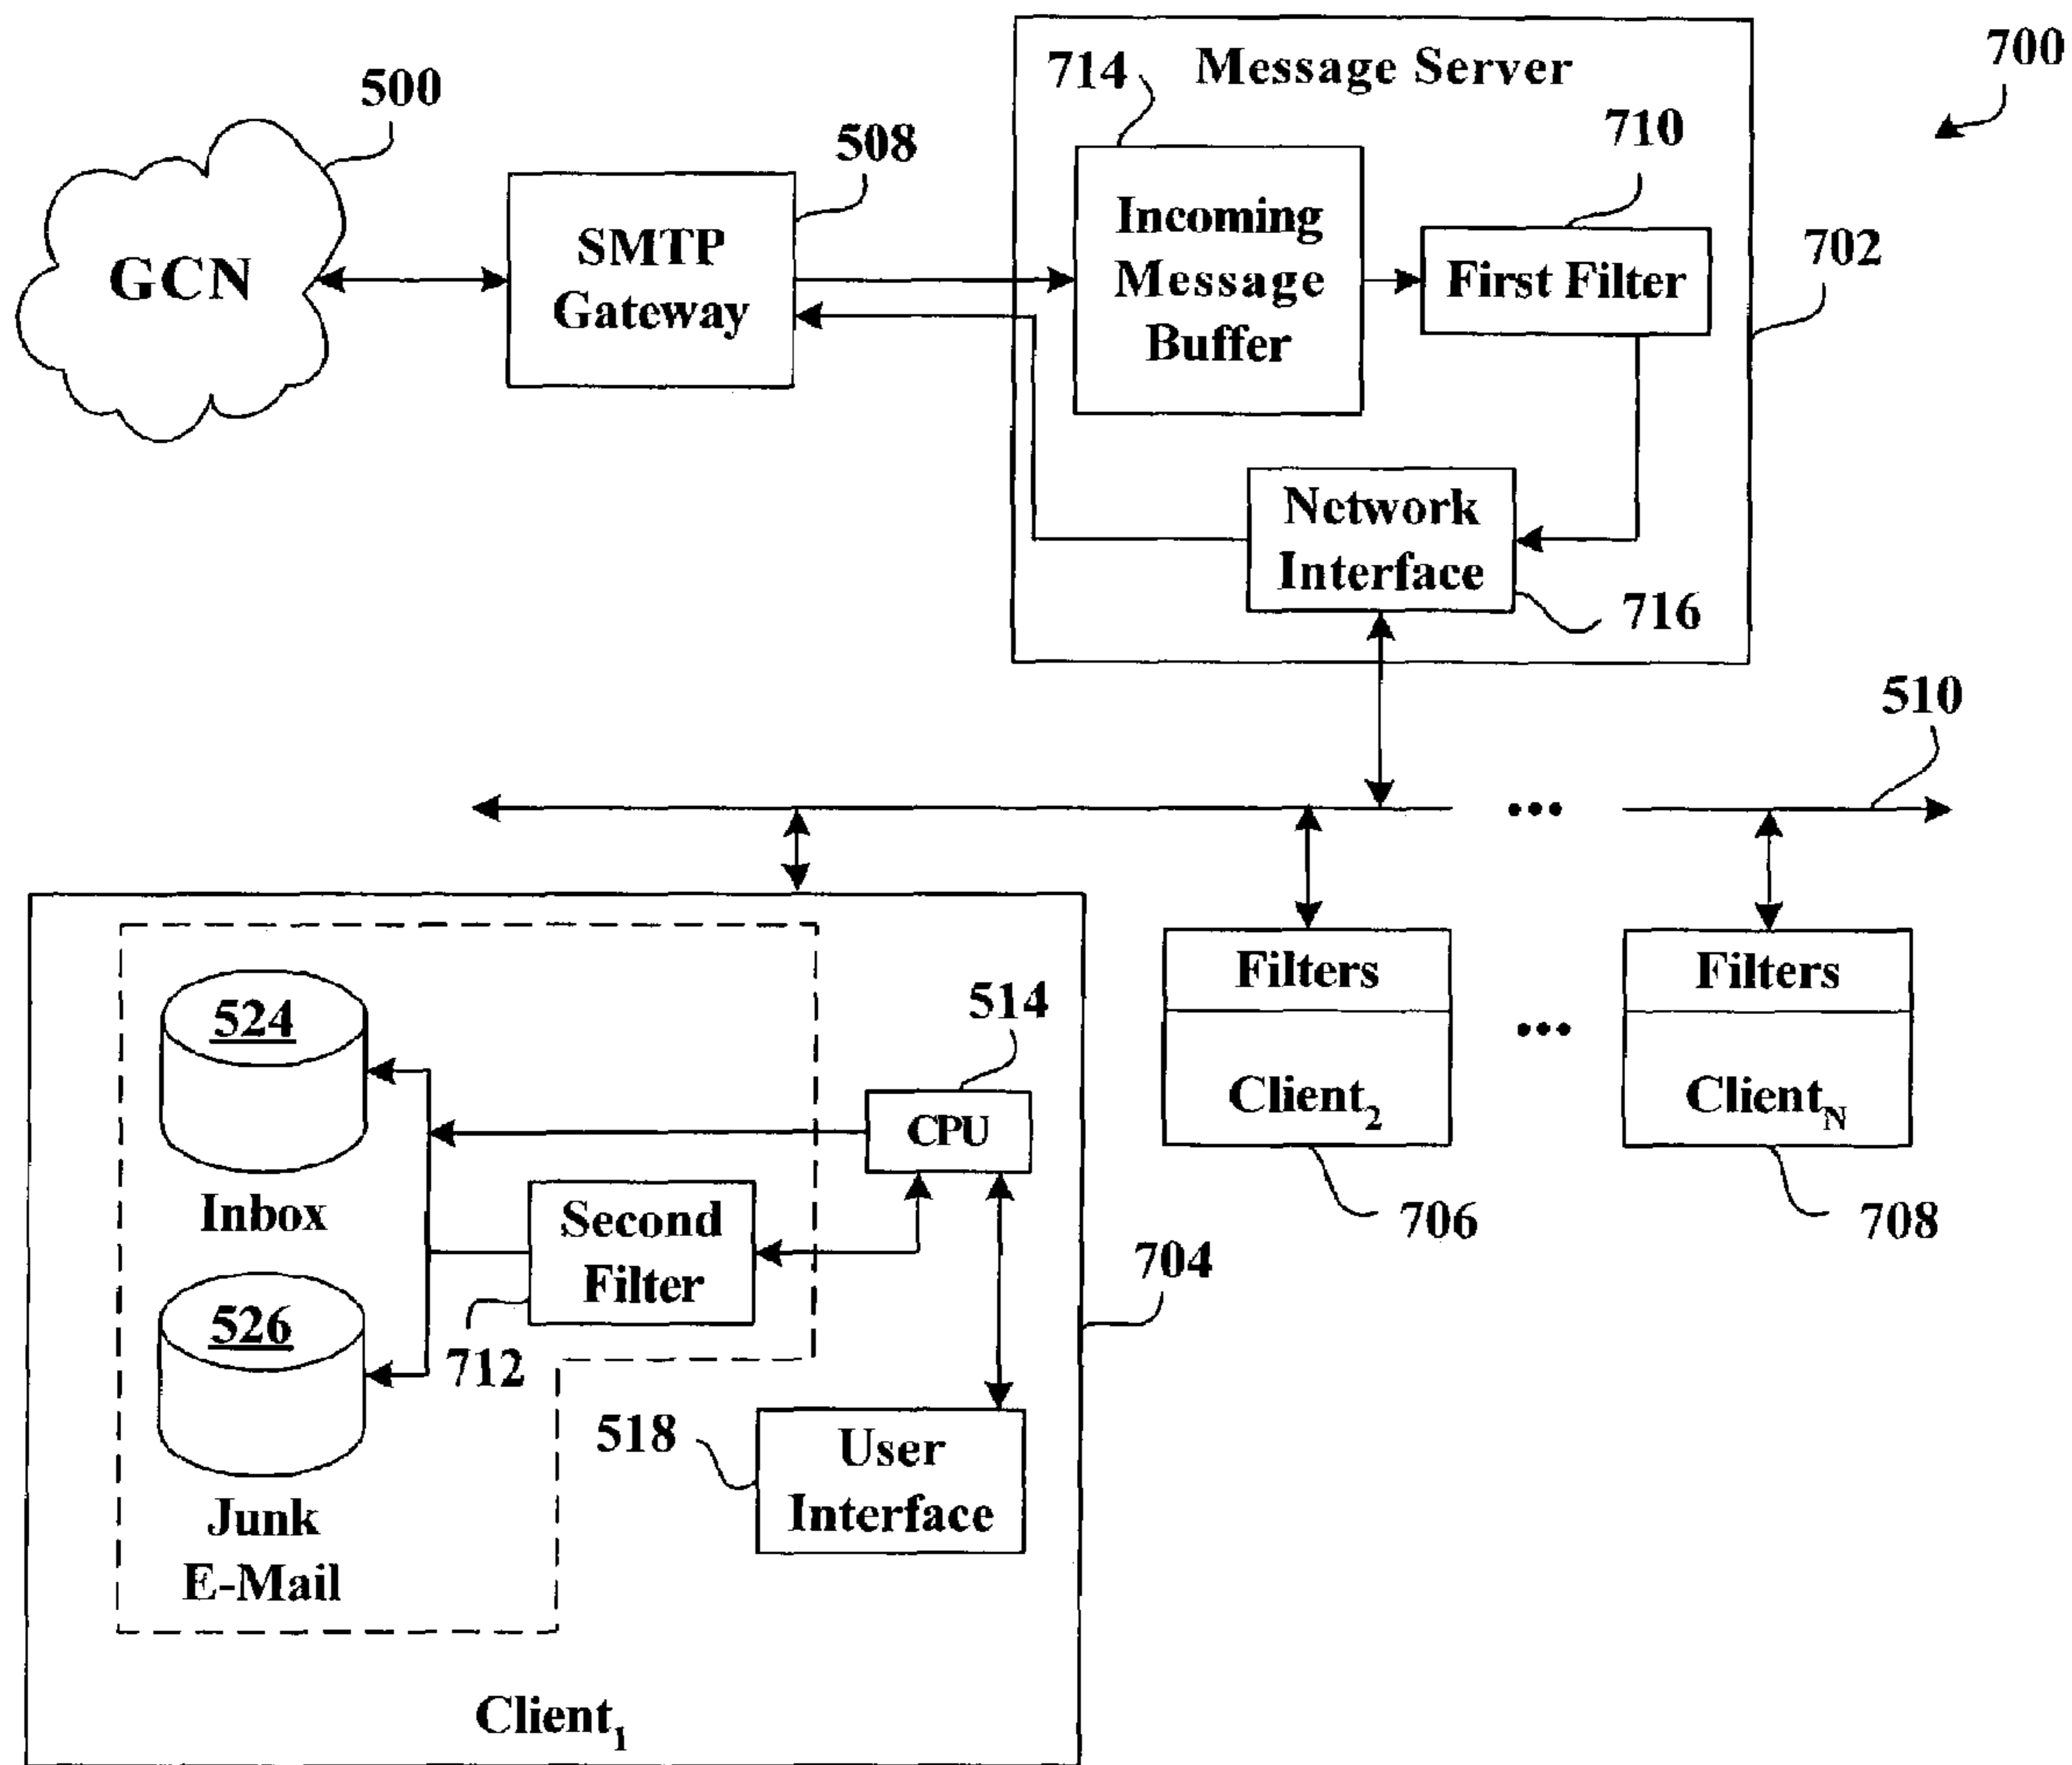 700
Message Server
714
500
710
508
Incoming
Message
Buffer
SMTP
Gateway
GCN
First Filter
702
Network
Interface
716
510
524
Inbox
514
CPU
Filters
Client2
Filters
ClientN
706
708
Second
Filter
712
704
526
Junk
E-Mail
518
User
Interface
Client1